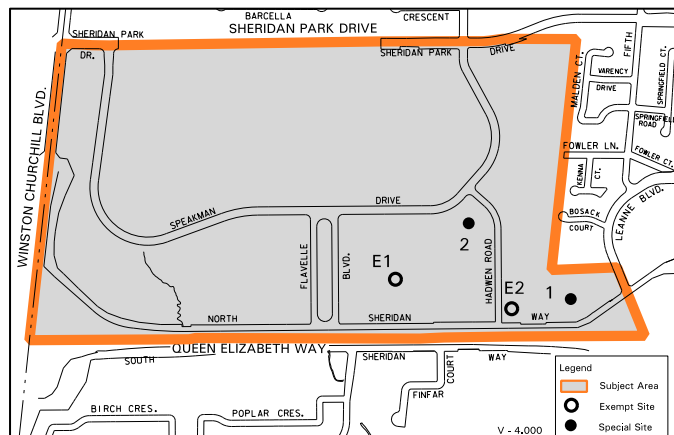 BARCELLA CRESCENT
SHERIDAN PARK DRIVE
SHERIDAN PARK
DR.
SHERIDAN PARK
DRIVE
WINSTON CHURCHILL BLVD.
MALDEN CT.
FIFTH
VARENCY
DRIVE
SPRINGFIELD CT.
SPRINGFIELD
ROAD
FOWLER LN.
FOWLER CT.
KENNA
CT.
BOSACK
COURT
LEANNE BLVD.
SPEAKMAN
DRIVE
2
FLAVELLE
BLVD.
E1
HADWEN ROAD
E2
1
NORTH
SHERIDAN
WAY
QUEEN ELIZABETH WAY
SOUTH
SHERIDAN
WAY
FINFAR
COURT
BIRCH CRES.
POPLAR CRES.
V - 4.000
Legend
Subject Area
Exempt Site
Special Site